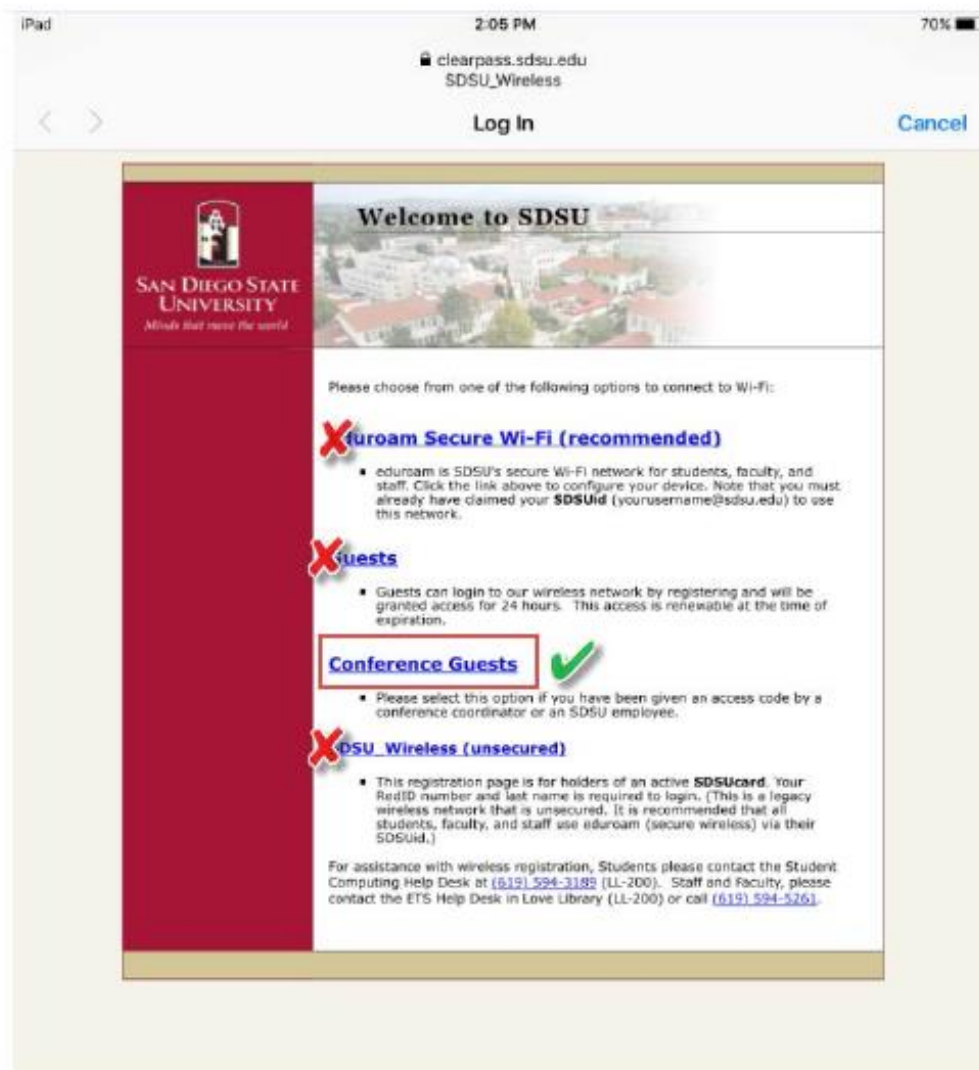 iPad
2:05 PM
70%
clearpass.sdsu.edu
SDSU_Wireless
Log In
Cancel
SAN DIEGO STATE
UNIVERSITY
Minds that move the world
Welcome to SDSU
Please choose from one of the following options to connect to Wi-Fi:
duroam Secure Wi-Fi (recommended)
▪ eduroam is SDSU's secure Wi-Fi network for students, faculty, and
staff. Click the link above to configure your device. Note that you must
already have claimed your SDSUid (yourusername@sdsu.edu) to use
this network.
uests
▪ Guests can login to our wireless network by registering and will be
granted access for 24 hours. This access is renewable at the time of
expiration.
Conference Guests
▪ Please select this option if you have been given an access code by a
conference coordinator or an SDSU employee.
DSU_Wireless (unsecured)
▪ This registration page is for holders of an active SDSUcard. Your
RedID number and last name is required to login. (This is a legacy
wireless network that is unsecured. It is recommended that all
students, faculty, and staff use eduroam (secure wireless) via their
SDSUid.)
For assistance with wireless registration, Students please contact the Student
Computing Help Desk at (619) 594-3189 (LL-200). Staff and Faculty, please
contact the ETS Help Desk in Love Library (LL-200) or call (619) 594-5261.